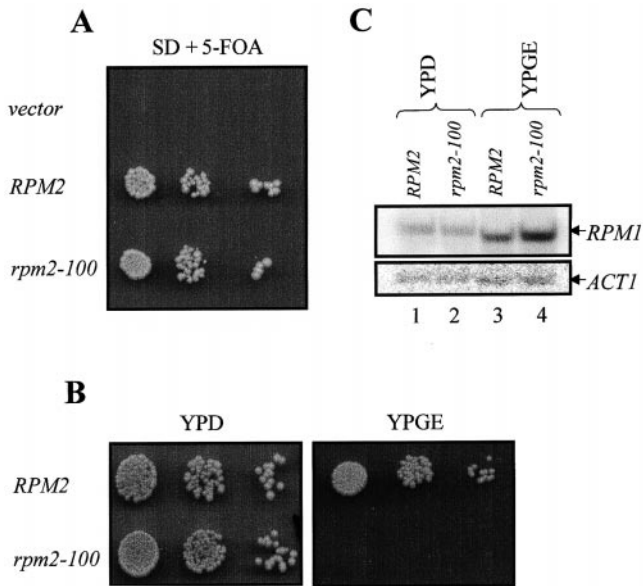 A
SD + 5-FOA
vector
RPM2
rpm2-100
C
YPD
YPGE
RPM2
rpm2-100
RPM2
rpm2-100
RPM1
ACT1
1 2 3 4
B
YPD
YPGE
RPM2
rpm2-100